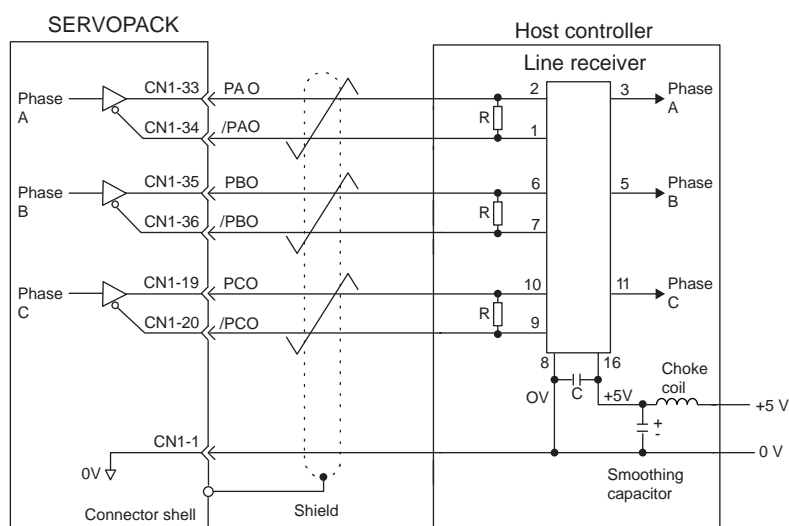 SERVOPACK
Host controller
Line receiver
Phase
A
CN1-33
PAO
2
3
Phase
A
R
CN1-34
/PAO
1
Phase
B
CN1-35
PBO
6
5
Phase
B
R
CN1-36
/PBO
7
Phase
C
CN1-19
PCO
10
11
Phase
C
R
CN1-20
/PCO
9
8
16
Choke
coil
OV
C
+5V
+5 V
+
-
CN1-1
0 V
0V
Smoothing
capacitor
Connector shell
Shield